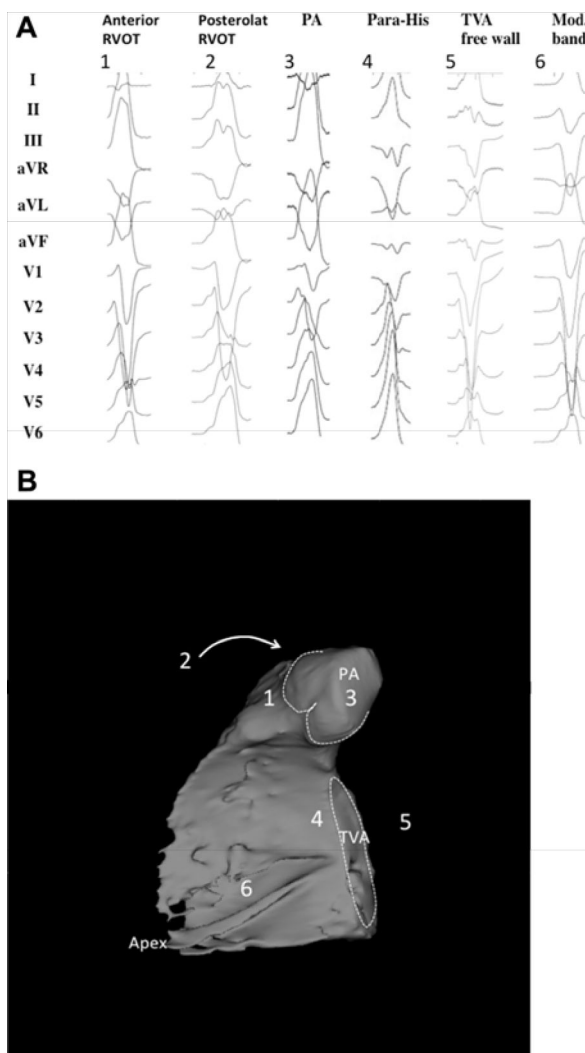 A
Anterior RVOT
Posterolat RVOT
PA
Para-His
TVA free wall
Mod. band
1 2 3 4 5 6
I
II
III
aVR
aVL
aVF
V1
V2
V3
V4
V5
V6
B
2
PA
1 3
4 TVA 5
6
Apex